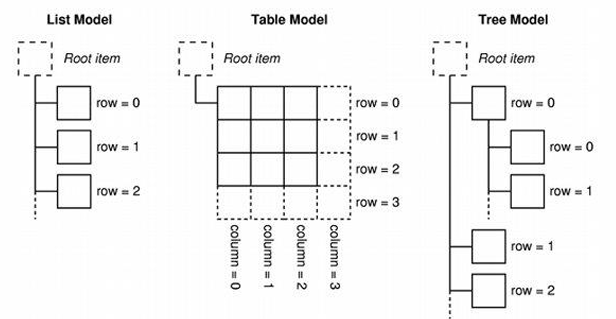 List Model
Root item
row = 0
row = 1
row = 2
Table Model
Root item
row = 0
row = 1
row = 2
row = 3
column = 0
column = 1
column = 2
column = 3
Tree Model
Root item
row = 0
row = 0
row = 1
row = 1
row = 2